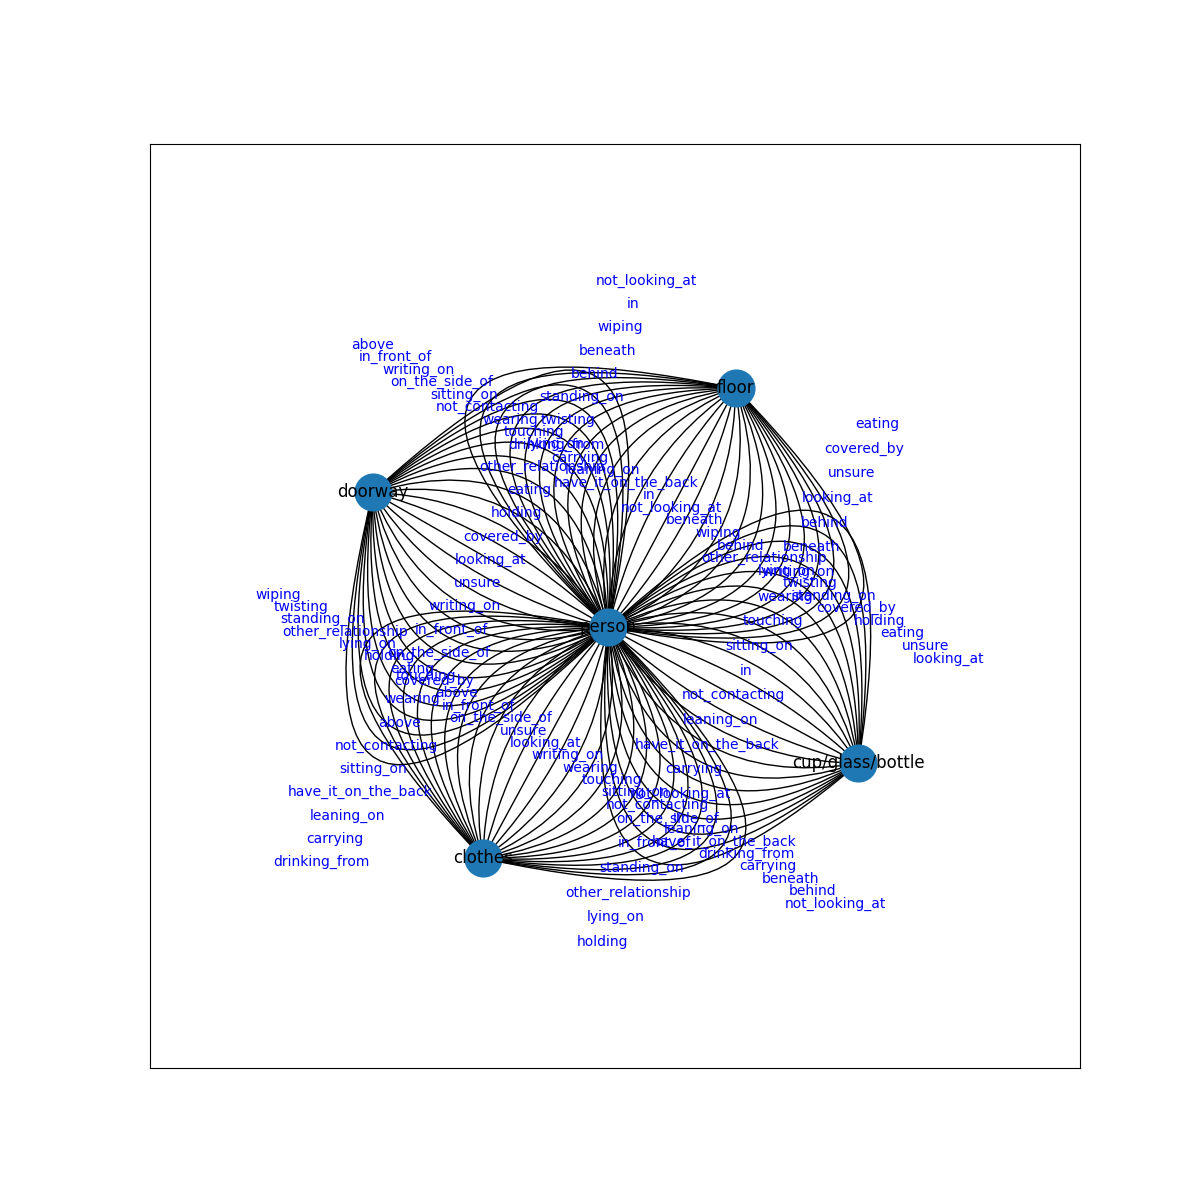 not_looking_at
in
wiping
above
beneath
in_front_of
writing_on
behind
on_the_side_of
floor
sitting_on
standing_on
not_contacting
wearing
twisting
eating
touching
drinking_from
lying_on
covered_by
carrying
other_relationship
leaning_on
unsure
have_it_on_the_back
eating
doorway
in
looking_at
not_looking_at
holding
beneath
behind
wiping
covered_by
behind
beneath
other_relationship
looking_at
lying_on
writing_on
unsure
twisting
wiping
standing_on
wearing
twisting
writing_on
covered_by
standing_on
touching
holding
person
other_relationship
in_front_of
eating
lying_on
sitting_on
unsure
holding
on_the_side_of
looking_at
eating
in
touching
covered_by
above
not_contacting
wearing
in_front_of
on_the_side_of
leaning_on
above
unsure
looking_at
have_it_on_the_back
not_contacting
writing_on
cup/glass/bottle
sitting_on
wearing
carrying
touching
have_it_on_the_back
sitting_on
not_looking_at
not_contacting
leaning_on
on_the_side_of
leaning_on
carrying
in_front_of
have_it_on_the_back
drinking_from
clothes
drinking_from
standing_on
carrying
beneath
other_relationship
behind
not_looking_at
lying_on
holding